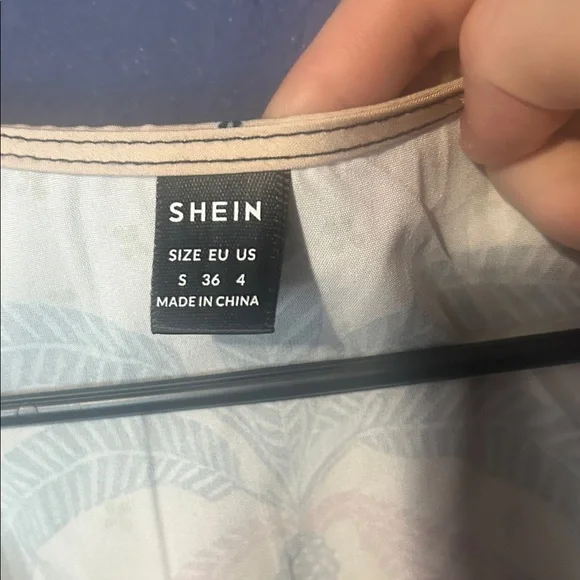 SHEIN
SIZE EU US
S 36 4
MADE IN CHINA